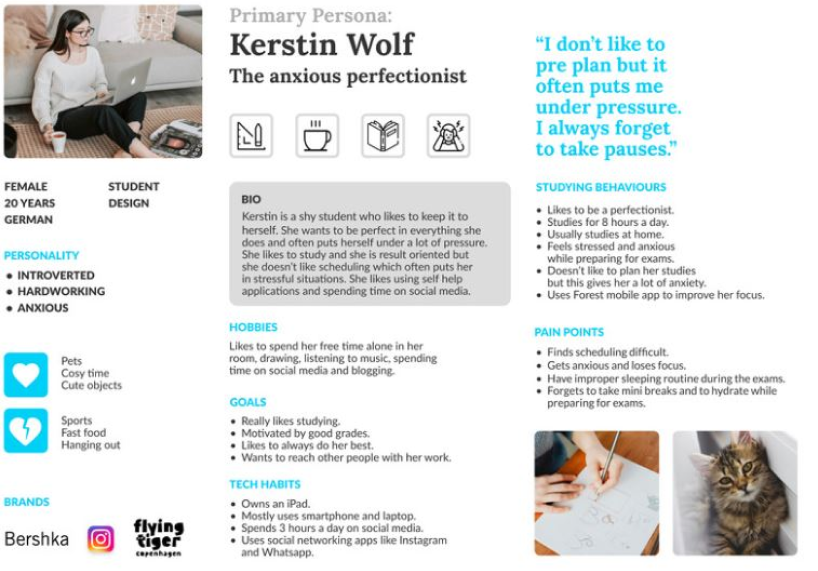 Primary Persona:
Kerstin Wolf
The anxious perfectionist
FEMALE
20 YEARS
GERMAN
STUDENT
DESIGN
PERSONALITY
INTROVERTED
HARDWORKING
ANXIOUS
Pets
Cosy time
Cute objects
Sports
Fast food
Hanging out
BRANDS
Bershka
flying
tiger
copenhagen
BIO
Kerstin is a shy student who likes to keep it to
herself. She wants to be perfect in everything she
does and often puts herself under a lot of pressure.
She likes to study and she is result oriented but
she doesn't like scheduling which often puts her
in stressful situations. She likes using self help
applications and spending time on social media.
HOBBIES
Likes to spend her free time alone in her
room, drawing, listening to music, spending
time on social media and blogging.
GOALS
Really likes studying.
Motivated by good grades.
Likes to always do her best.
Wants to reach other people with her work.
TECH HABITS
Owns an iPad.
Mostly uses smartphone and laptop.
Spends 3 hours a day on social media.
Uses social networking apps like Instagram
and Whatsapp.
“I don’t like to
pre plan but it
often puts me
under pressure.
I always forget
to take pauses.”
STUDYING BEHAVIOURS
Likes to be a perfectionist.
Studies for 8 hours a day.
Usually studies at home.
Feels stressed and anxious
while preparing for exams.
Doesn't like to plan her studies
but this gives her a lot of anxiety.
Uses Forest mobile app to improve her focus.
PAIN POINTS
Finds scheduling difficult.
Gets anxious and loses focus.
Have improper sleeping routine during the exams.
Forgets to take mini breaks and to hydrate while
preparing for exams.